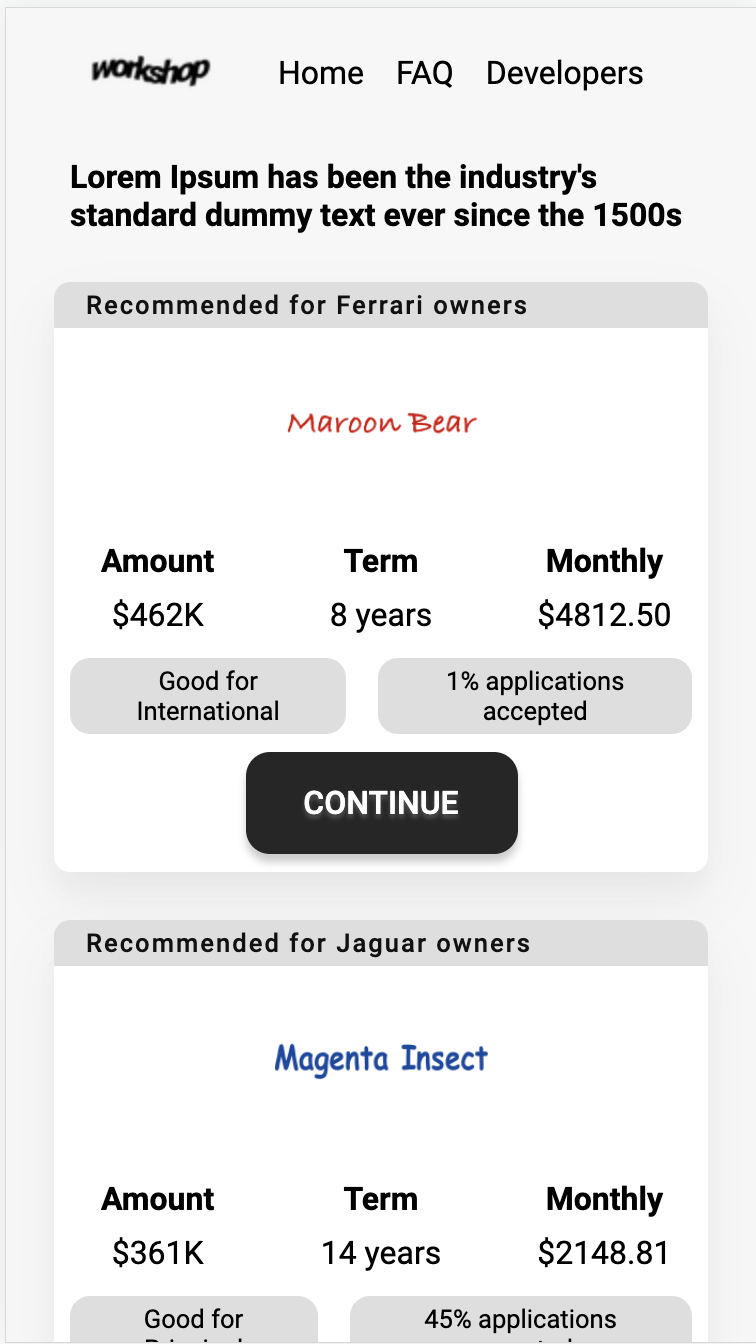 workshop Home FAQ Developers
Lorem Ipsum has been the industry's
standard dummy text ever since the 1500s
Recommended for Ferrari owners
Maroon Bear
Amount Term Monthly
$462K 8 years $4812.50
Good for
International
1% applications
accepted
CONTINUE
Recommended for Jaguar owners
Magenta Insect
Amount Term Monthly
$361K 14 years $2148.81
Good for
45% applications